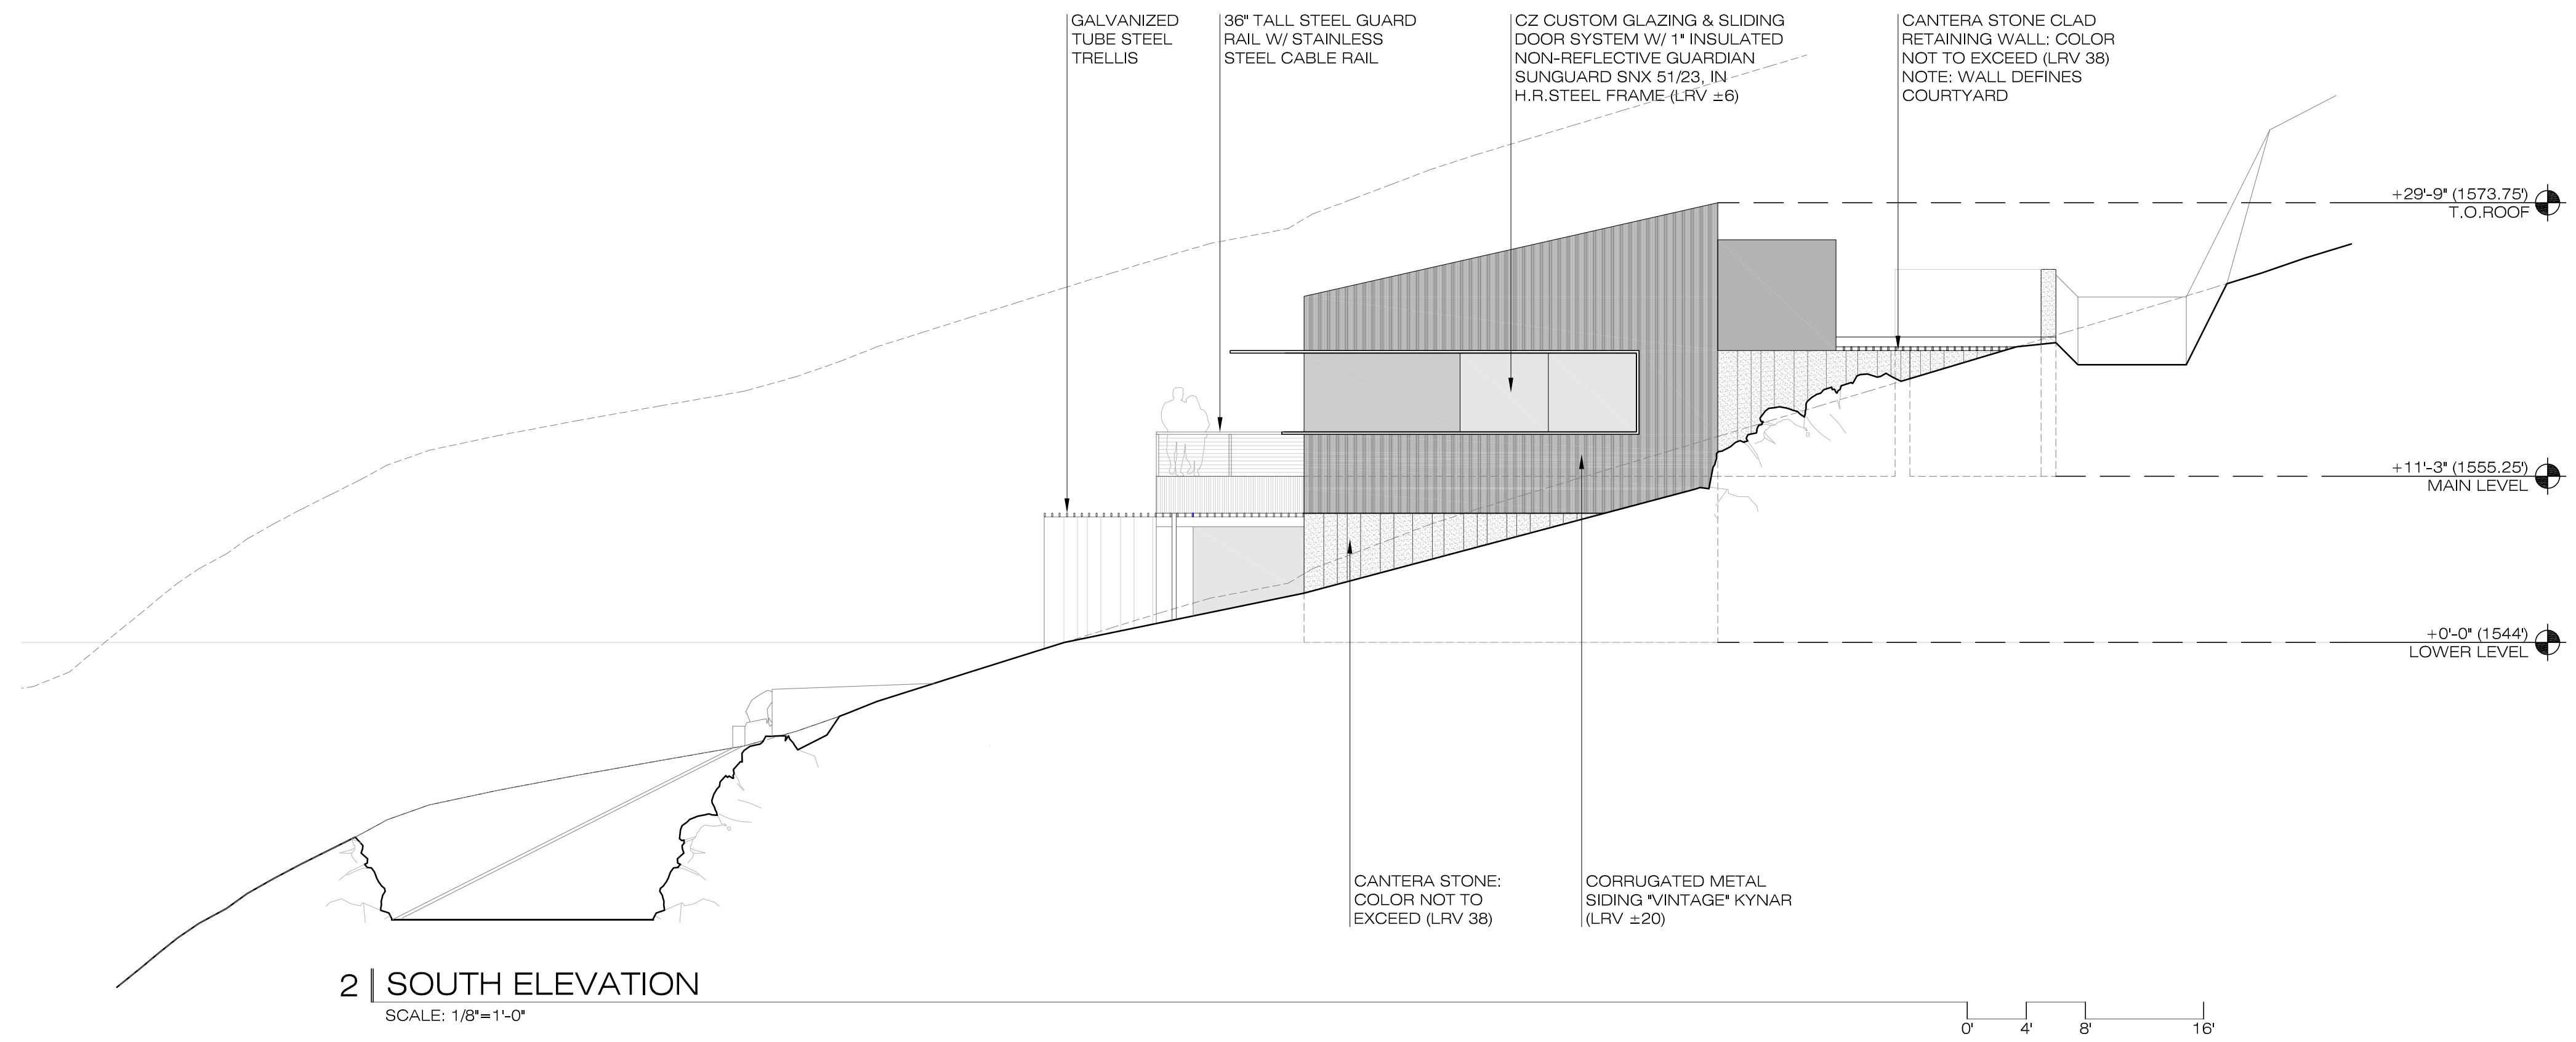 GALVANIZED
TUBE STEEL
TRELLIS
36" TALL STEEL GUARD
RAIL W/ STAINLESS
STEEL CABLE RAIL
CZ CUSTOM GLAZING & SLIDING
DOOR SYSTEM W/ 1" INSULATED
NON-REFLECTIVE GUARDIAN
SUNGUARD SNX 51/23, IN
H.R.STEEL FRAME (LRV ±6)
CANTERA STONE CLAD
RETAINING WALL: COLOR
NOT TO EXCEED (LRV 38)
NOTE: WALL DEFINES
COURTYARD
+29'-9" (1573.75')
T.O.ROOF
+11'-3" (1555.25')
MAIN LEVEL
+0'-0" (1544')
LOWER LEVEL
CANTERA STONE:
COLOR NOT TO
EXCEED (LRV 38)
CORRUGATED METAL
SIDING "VINTAGE" KYNAR
(LRV ±20)
2 SOUTH ELEVATION
SCALE: 1/8"=1'-0"
0' 4' 8' 16'